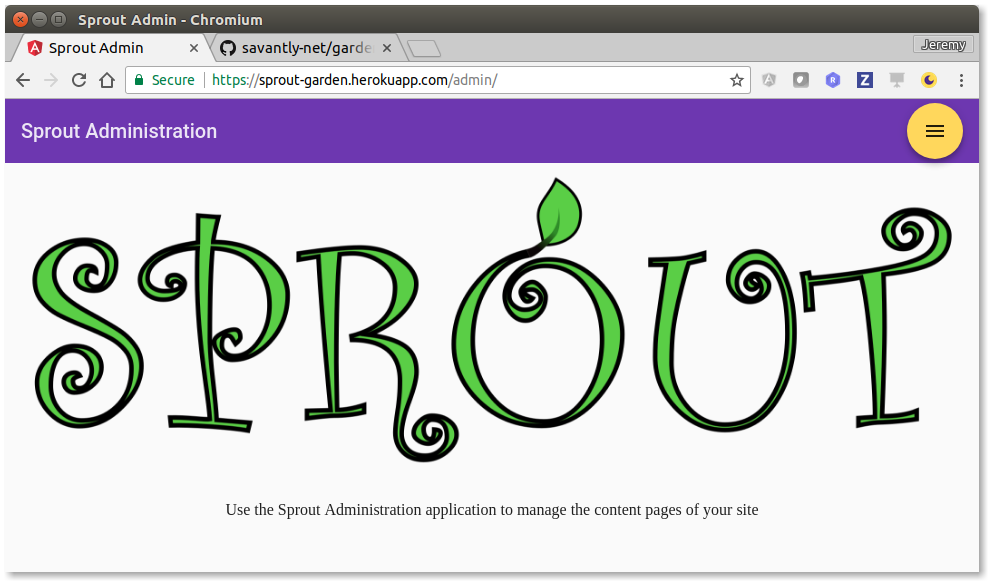 Sprout Admin - Chromium
Sprout Admin
savantly-net/garde
Jeremy
Secure
https://sprout-garden.herokuapp.com/admin/
Sprout Administration
SPROUT
Use the Sprout Administration application to manage the content pages of your site